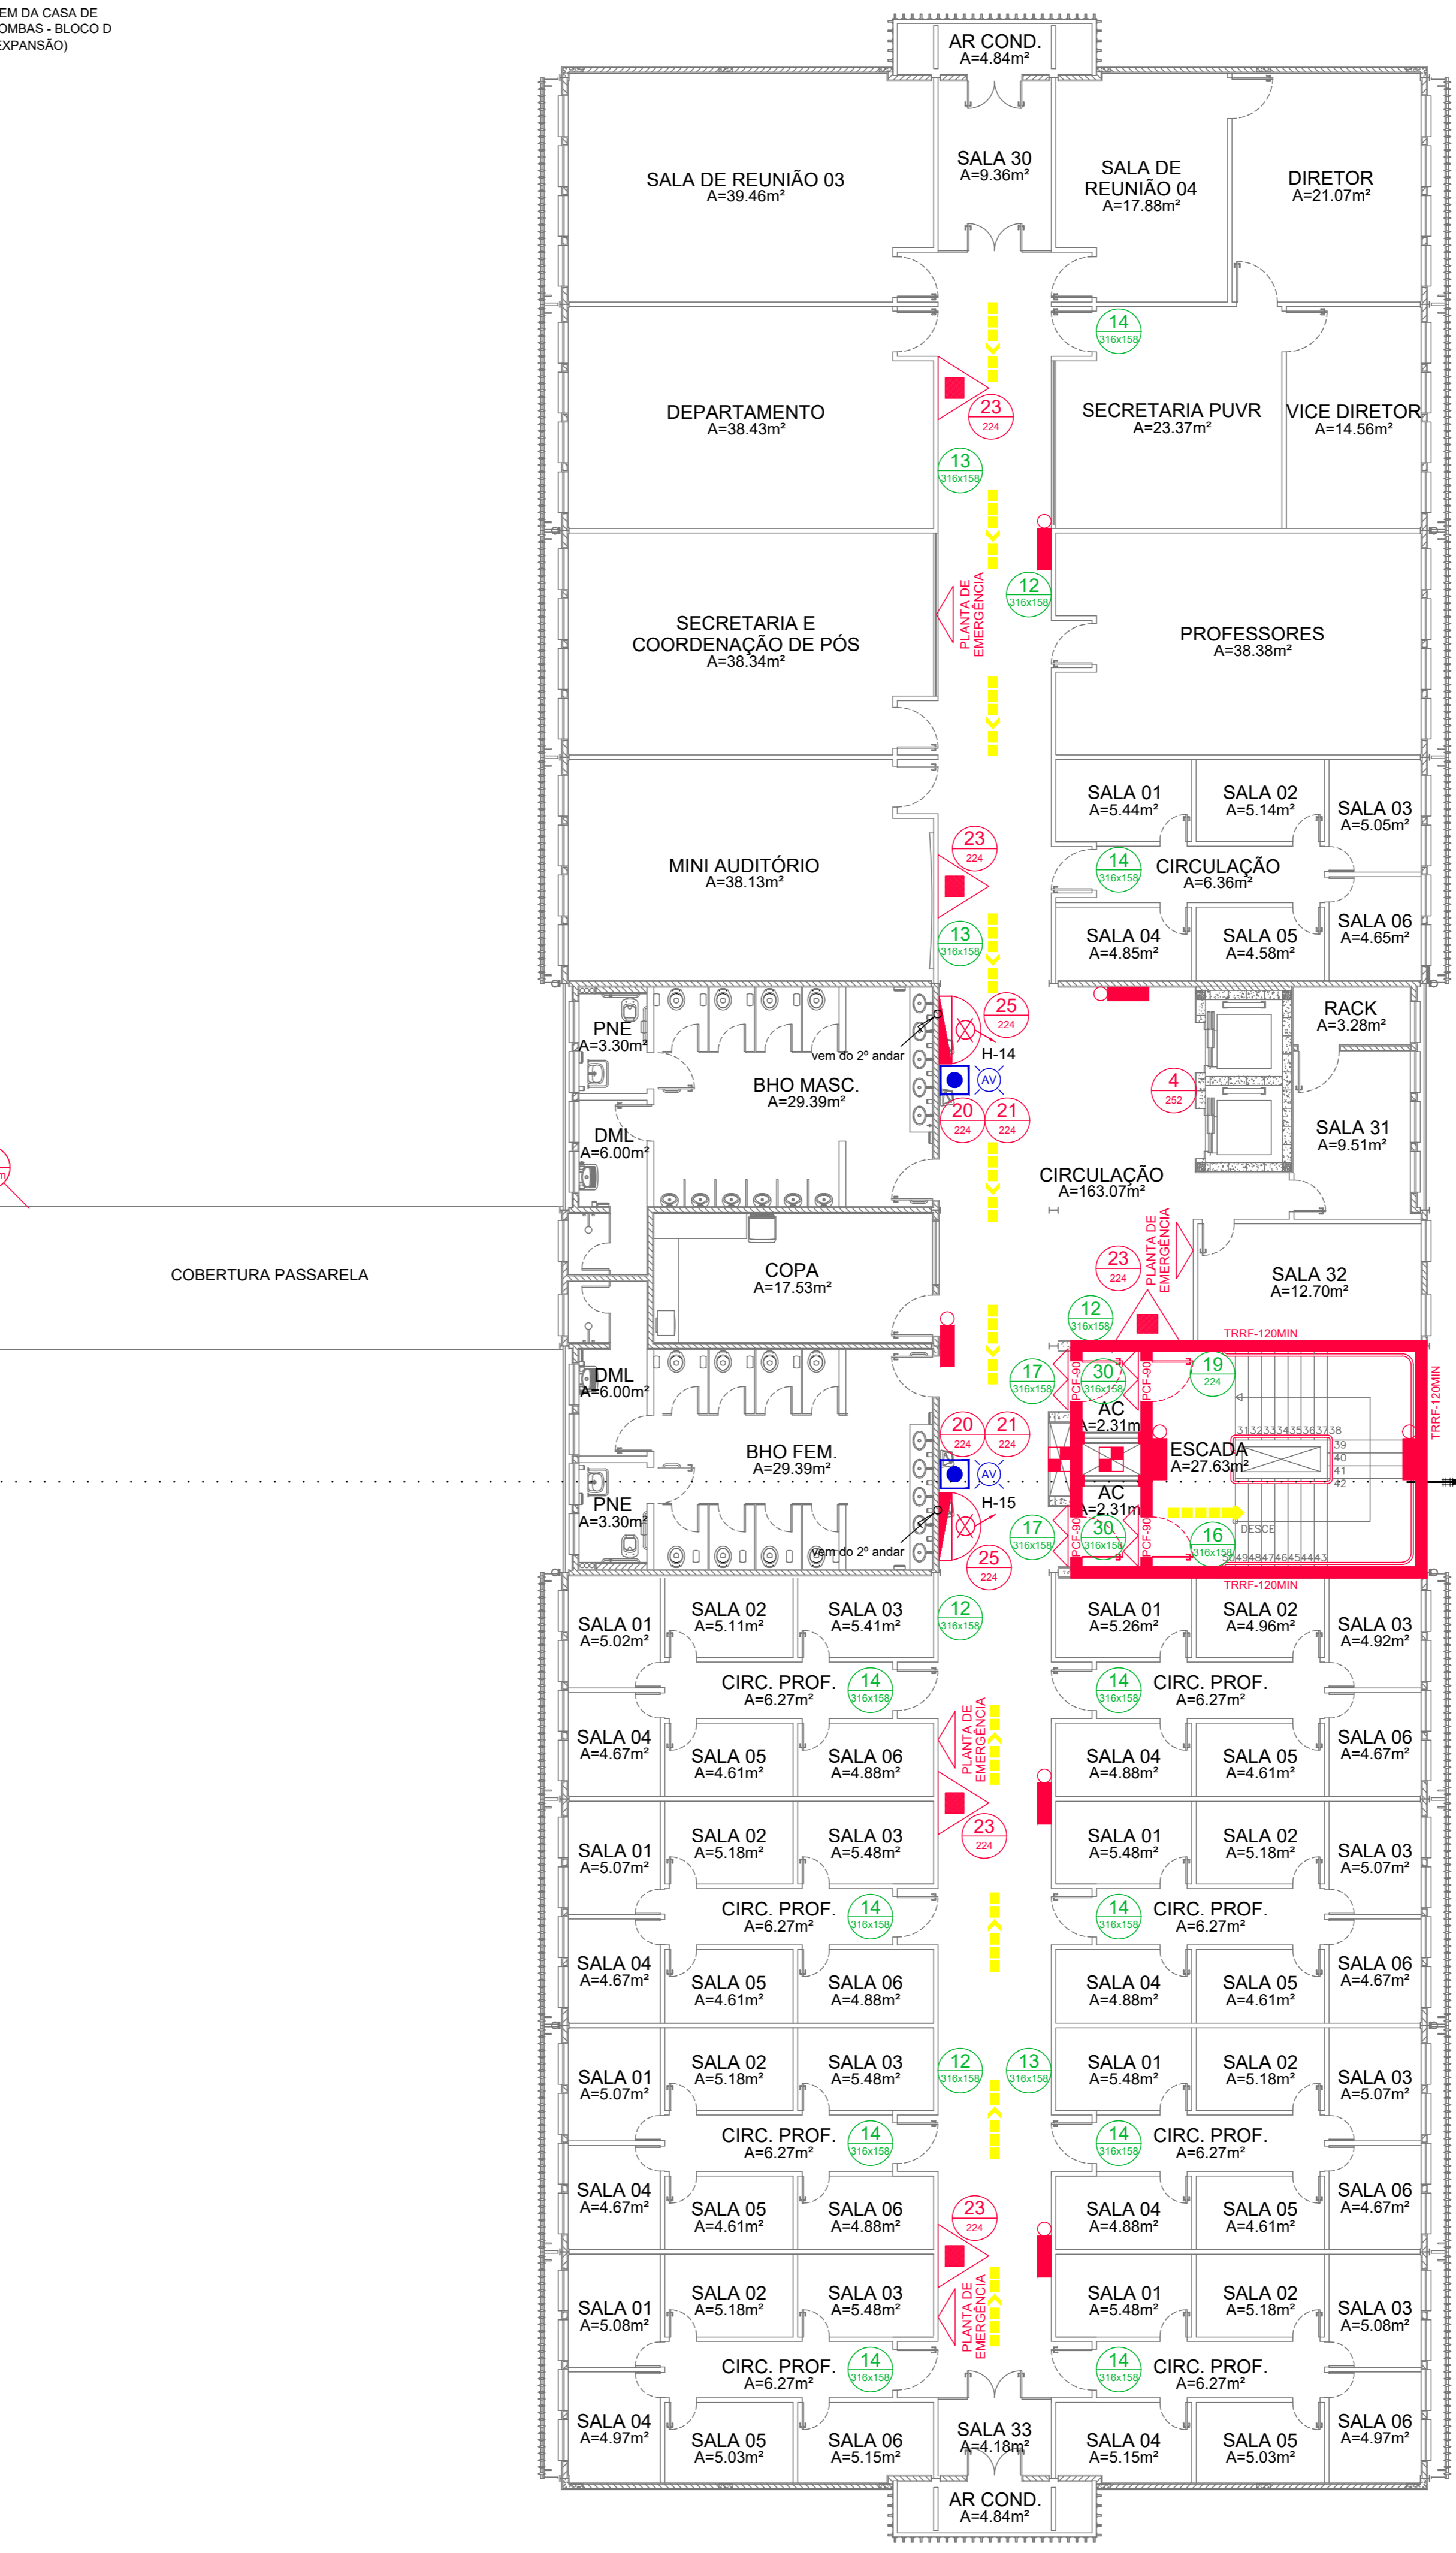 EM DA CASA DE
OMBAS - BLOCO D
EXPANSÃO)
AR COND.
A=4.84m²
SALA DE REUNIÃO 03
A=39.46m²
SALA 30
A=9.36m²
SALA DE
REUNIÃO 04
A=17.88m²
DIRETOR
A=21.07m²
14
316x158
DEPARTAMENTO
A=38.43m²
23
224
SECRETARIA PUVR
A=23.37m²
VICE DIRETOR
A=14.56m²
13
316x158
SECRETARIA E
COORDENAÇÃO DE PÓS
A=38.34m²
PLANTA DE
EMERGÊNCIA
12
316x158
PROFESSORES
A=38.38m²
SALA 01
A=5.44m²
SALA 02
A=5.14m²
SALA 03
A=5.05m²
MINI AUDITÓRIO
A=38.13m²
23
224
14
316x158
CIRCULAÇÃO
A=6.36m²
13
316x158
SALA 04
A=4.85m²
SALA 05
A=4.58m²
SALA 06
A=4.65m²
PNE
A=3.30m²
vem do 2º andar
25
224
H-14
RACK
A=3.28m²
BHO MASC.
A=29.39m²
AV
4
252
DML
A=6.00m²
20
224
21
224
SALA 31
A=9.51m²
m
CIRCULAÇÃO
A=163.07m²
COBERTURA PASSARELA
COPA
A=17.53m²
23
224
PLANTA DE
EMERGÊNCIA
SALA 32
A=12.70m²
12
316x158
TRRF-120MIN
DML
A=6.00m²
17
316x158
PCF-90
30
316x158
PCF-90
19
224
TRRF-120MIN
AC
A=2.31m
20
224
21
224
3132333435363738
39
40
41
42
BHO FEM.
A=29.39m²
AV
ESCADA
A=27.63m²
PNE
A=3.30m²
vem do 2º andar
H-15
AC
A=2.31m
25
224
17
316x158
PCF-90
30
316x158
PCF-90
16
316x158
DESCE
5049484746454443
TRRF-120MIN
SALA 01
A=5.02m²
SALA 02
A=5.11m²
SALA 03
A=5.41m²
12
316x158
SALA 01
A=5.26m²
SALA 02
A=4.96m²
SALA 03
A=4.92m²
CIRC. PROF.
A=6.27m²
14
316x158
14
316x158
CIRC. PROF.
A=6.27m²
SALA 04
A=4.67m²
SALA 05
A=4.61m²
SALA 06
A=4.88m²
PLANTA DE
EMERGÊNCIA
SALA 04
A=4.88m²
SALA 05
A=4.61m²
SALA 06
A=4.67m²
23
224
SALA 01
A=5.07m²
SALA 02
A=5.18m²
SALA 03
A=5.48m²
SALA 01
A=5.48m²
SALA 02
A=5.18m²
SALA 03
A=5.07m²
CIRC. PROF.
A=6.27m²
14
316x158
14
316x158
CIRC. PROF.
A=6.27m²
SALA 04
A=4.67m²
SALA 05
A=4.61m²
SALA 06
A=4.88m²
SALA 04
A=4.88m²
SALA 05
A=4.61m²
SALA 06
A=4.67m²
SALA 01
A=5.07m²
SALA 02
A=5.18m²
SALA 03
A=5.48m²
12
316x158
13
316x158
SALA 01
A=5.48m²
SALA 02
A=5.18m²
SALA 03
A=5.07m²
CIRC. PROF.
A=6.27m²
14
316x158
14
316x158
CIRC. PROF.
A=6.27m²
SALA 04
A=4.67m²
SALA 05
A=4.61m²
SALA 06
A=4.88m²
23
224
SALA 04
A=4.88m²
SALA 05
A=4.61m²
SALA 06
A=4.67m²
PLANTA DE
EMERGÊNCIA
SALA 01
A=5.08m²
SALA 02
A=5.18m²
SALA 03
A=5.48m²
SALA 01
A=5.48m²
SALA 02
A=5.18m²
SALA 03
A=5.08m²
CIRC. PROF.
A=6.27m²
14
316x158
14
316x158
CIRC. PROF.
A=6.27m²
SALA 04
A=4.97m²
SALA 05
A=5.03m²
SALA 06
A=5.15m²
SALA 33
A=4.18m²
SALA 04
A=5.15m²
SALA 05
A=5.03m²
SALA 06
A=4.97m²
AR COND.
A=4.84m²